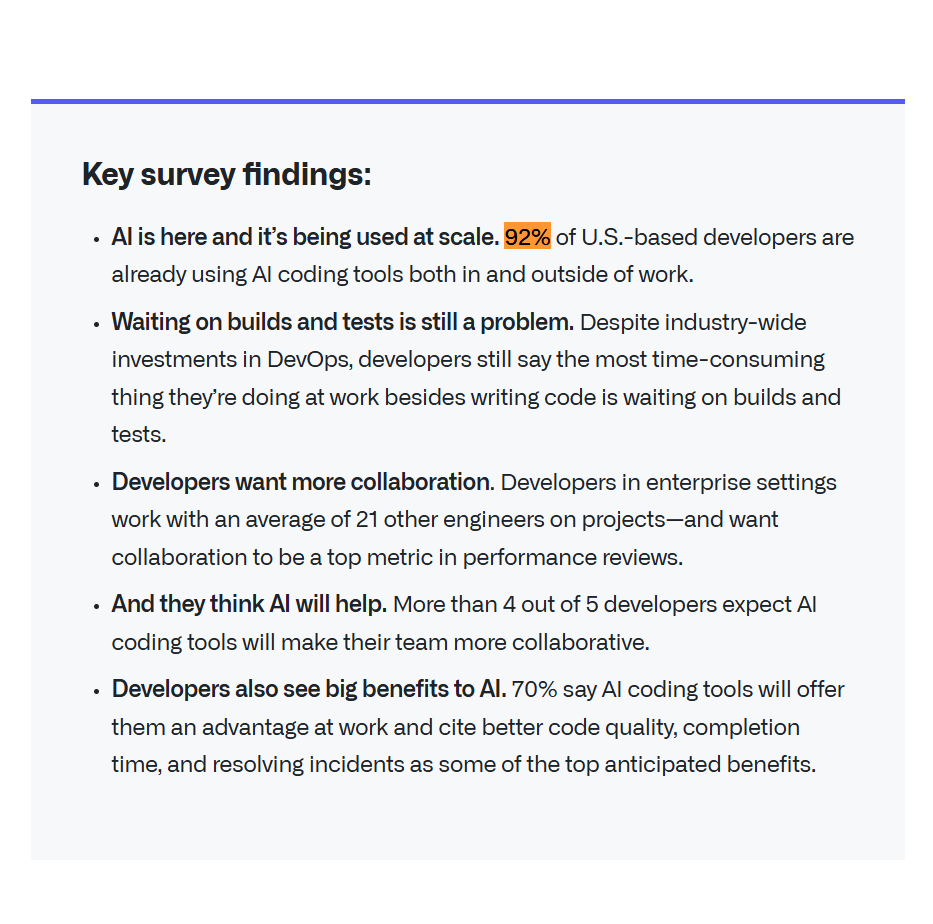 Key survey findings:
• AI is here and it’s being used at scale. 92% of U.S.-based developers are
already using AI coding tools both in and outside of work.
• Waiting on builds and tests is still a problem. Despite industry-wide
investments in DevOps, developers still say the most time-consuming
thing they’re doing at work besides writing code is waiting on builds and
tests.
• Developers want more collaboration. Developers in enterprise settings
work with an average of 21 other engineers on projects—and want
collaboration to be a top metric in performance reviews.
• And they think AI will help. More than 4 out of 5 developers expect AI
coding tools will make their team more collaborative.
• Developers also see big benefits to AI. 70% say AI coding tools will offer
them an advantage at work and cite better code quality, completion
time, and resolving incidents as some of the top anticipated benefits.